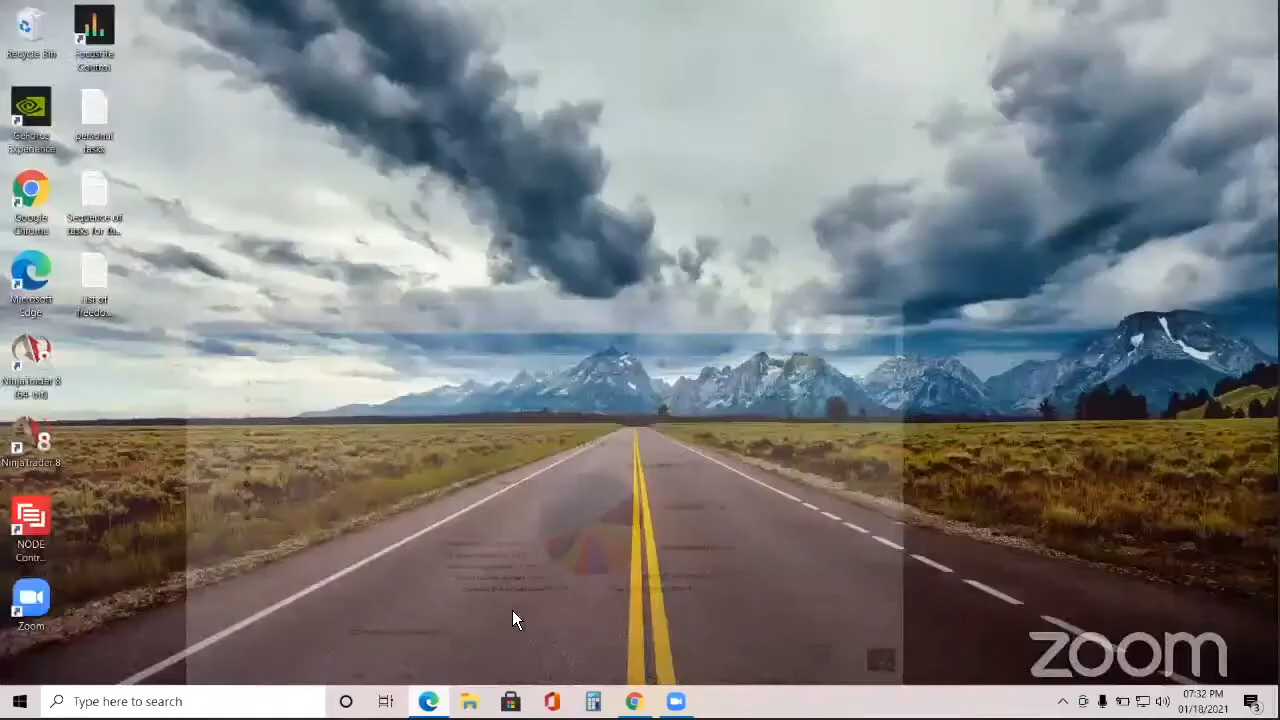 Recycle Bin
Focusrite
Control
GeForce
Experience
personal
tasks
Google
Chrome
Sequence of
tasks for th...
Microsoft
Edge
List of
freedo...
NinjaTrader 8
(64-bit)
8
NinjaTrader 8
NODE
Contr...
Zoom
zoom
Type here to search
07:32 PM
01/18/2021
3